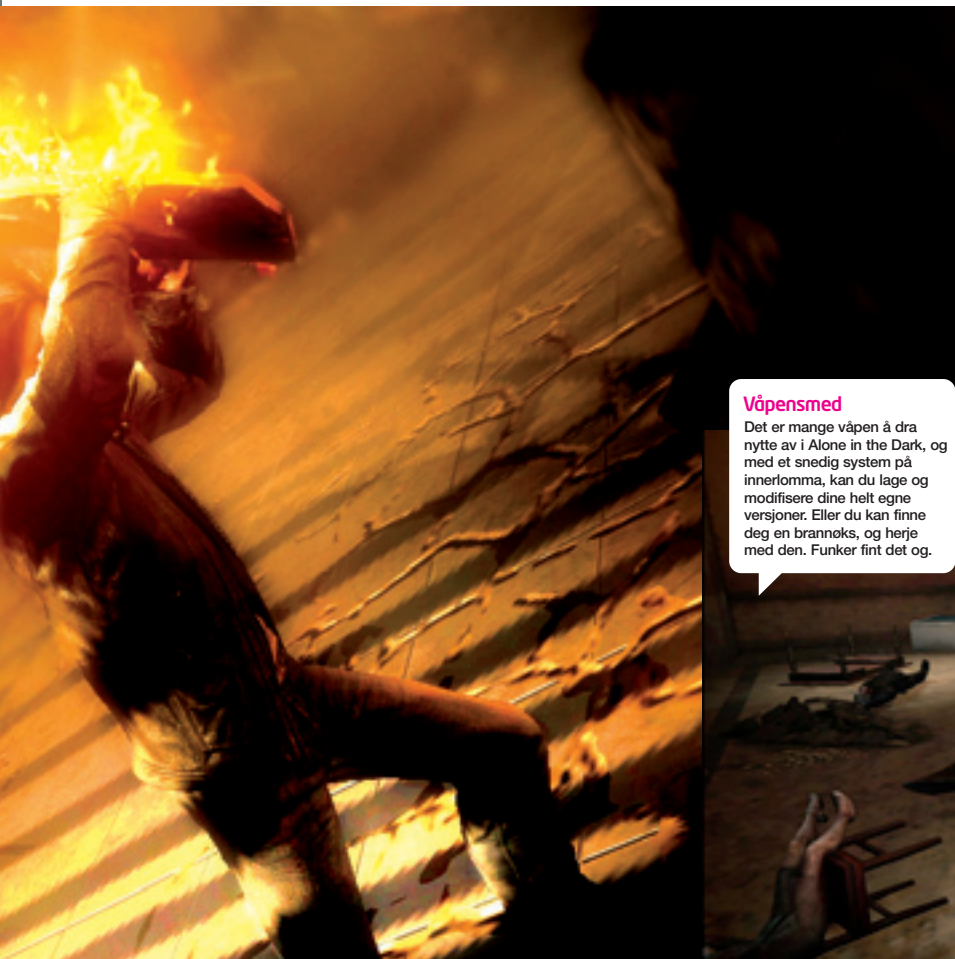 Våpensmed
Det er mange våpen å dra
nytte av i Alone in the Dark, og
med et snedig system på
innerlomma, kan du lage og
modifisere dine helt egne
versjoner. Eller du kan finne
deg en brannøks, og herje
med den. Funker fint det og.